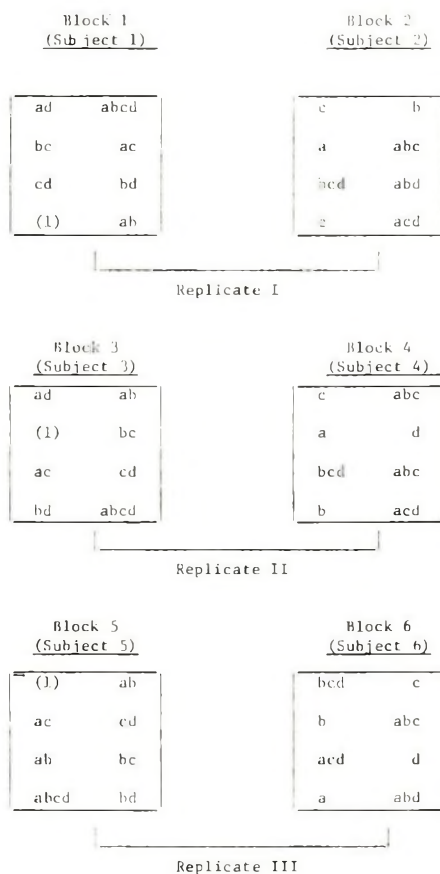 Block 1 Block 2
(Subject 1) (Subject 2)
ad abcd c b
bc ac a abc
cd bd bcd abd
(1) ab acd
Replicate I
Block 3 Block 4
(Subject 3) (Subject 4)
ad ab c abc
(1) bc a d
ac cd bcd abc
bd abcd b acd
Replicate II
Block 5 Block 6
(Subject 5) (Subject 6)
(1) ab bcd c
ac cd b abc
ab bc acd d
abcd bd a abd
Replicate III